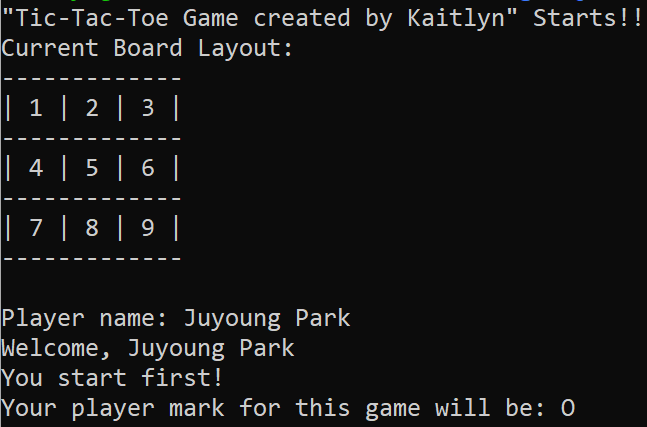 "Tic-Tac-Toe Game created by Kaitlyn" Starts!!
Current Board Layout:
-------------
| 1 | 2 | 3 |
-------------
| 4 | 5 | 6 |
-------------
| 7 | 8 | 9 |
-------------
Player name: Juyoung Park
Welcome, Juyoung Park
You start first!
Your player mark for this game will be: O